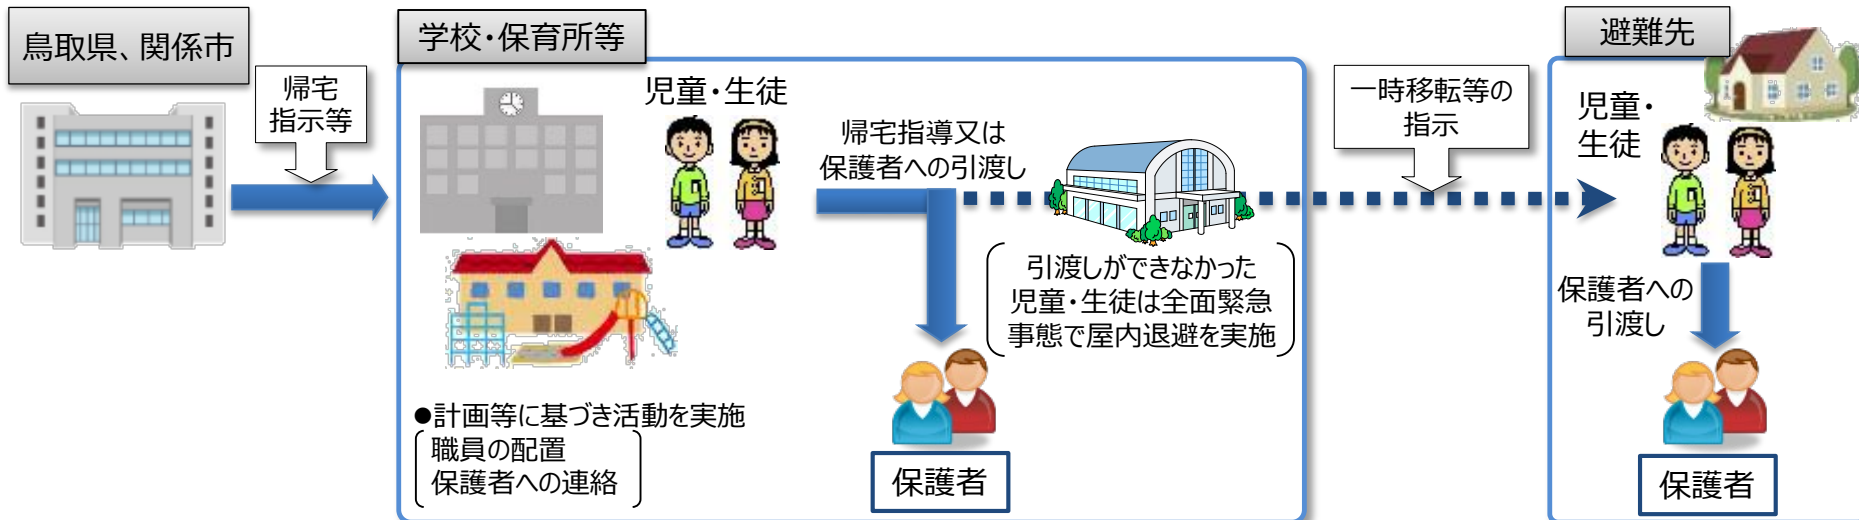 鳥取県、関係市
帰宅
指示等
学校・保育所等
児童・生徒
帰宅指導又は
保護者への引渡し
引渡しができなかった
児童・生徒は全面緊急
事態で屋内退避を実施
●計画等に基づき活動を実施
職員の配置
保護者への連絡
保護者
一時移転等の
指示
避難先
児童・
生徒
保護者への
引渡し
保護者